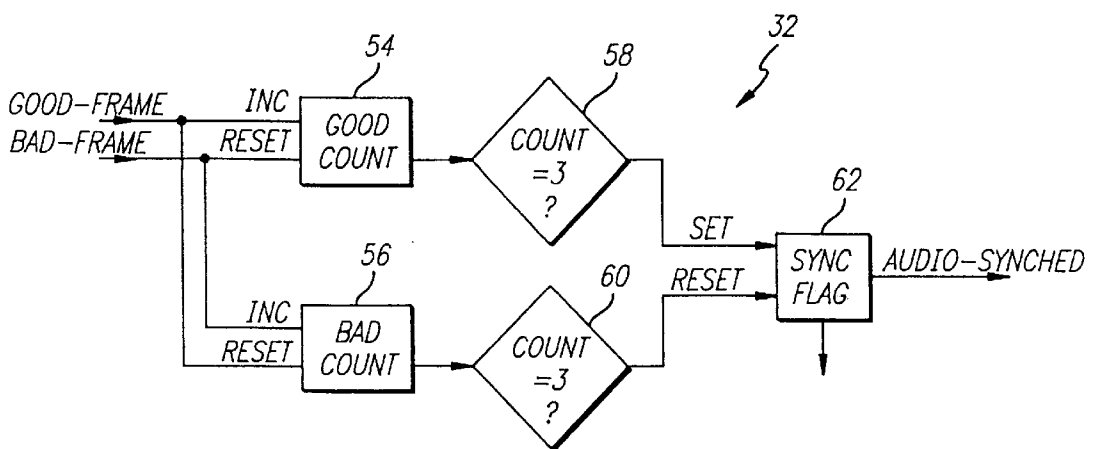 32
54
58
GOOD-FRAME
INC
BAD-FRAME
RESET
GOOD
COUNT
COUNT
=3
?
62
SET
SYNC
FLAG
AUDIO-SYNCHED
RESET
56
60
INC
RESET
BAD
COUNT
COUNT
=3
?